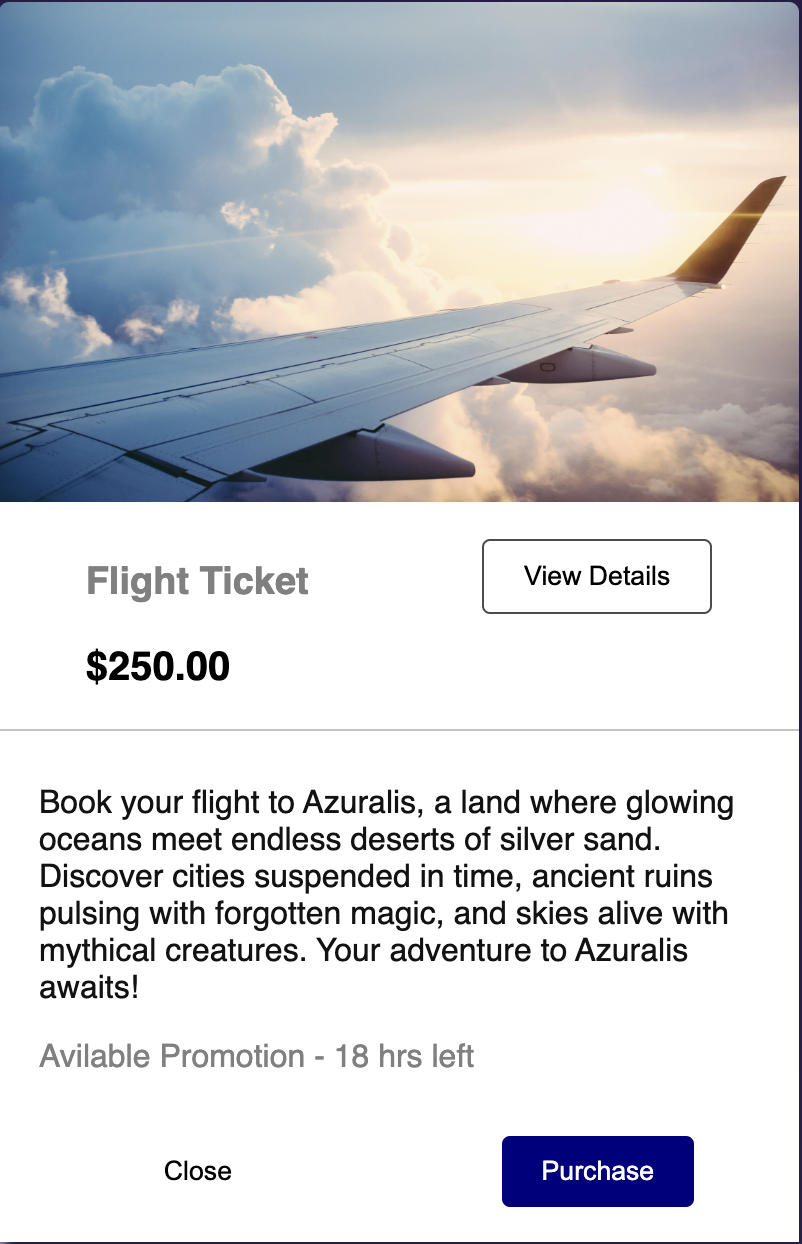 Flight Ticket
View Details
$250.00
Book your flight to Azuralis, a land where glowing
oceans meet endless deserts of silver sand.
Discover cities suspended in time, ancient ruins
pulsing with forgotten magic, and skies alive with
mythical creatures. Your adventure to Azuralis
awaits!
Avilable Promotion - 18 hrs left
Close
Purchase